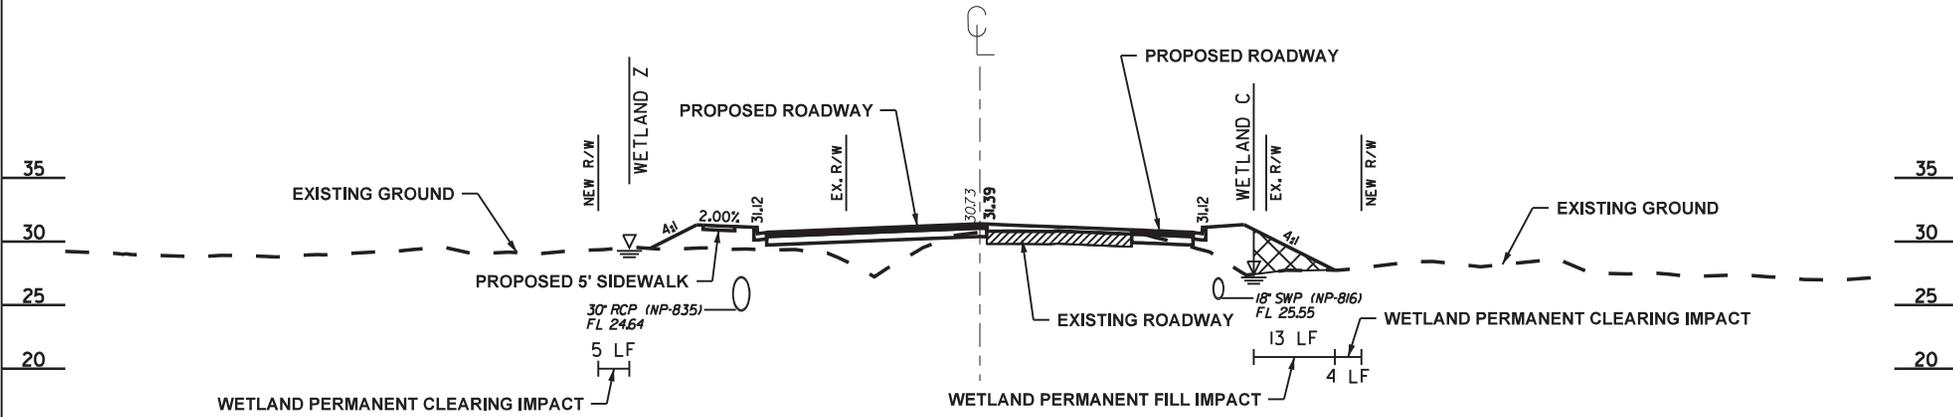 CL
PROPOSED ROADWAY
WETLAND Z
PROPOSED ROADWAY
WETLAND C
NEW R/W
EX. R/W
EX. R/W
NEW R/W
35
35
EXISTING GROUND
4:1
2.00%
31.12
30.73
31.39
31.12
4:1
EXISTING GROUND
30
30
PROPOSED 5' SIDEWALK
25
25
30" RCP (NP-835)
FL 24.64
18" SWP (NP-816)
FL 25.55
EXISTING ROADWAY
WETLAND PERMANENT CLEARING IMPACT
5 LF
13 LF
20
20
4 LF
WETLAND PERMANENT CLEARING IMPACT
WETLAND PERMANENT FILL IMPACT